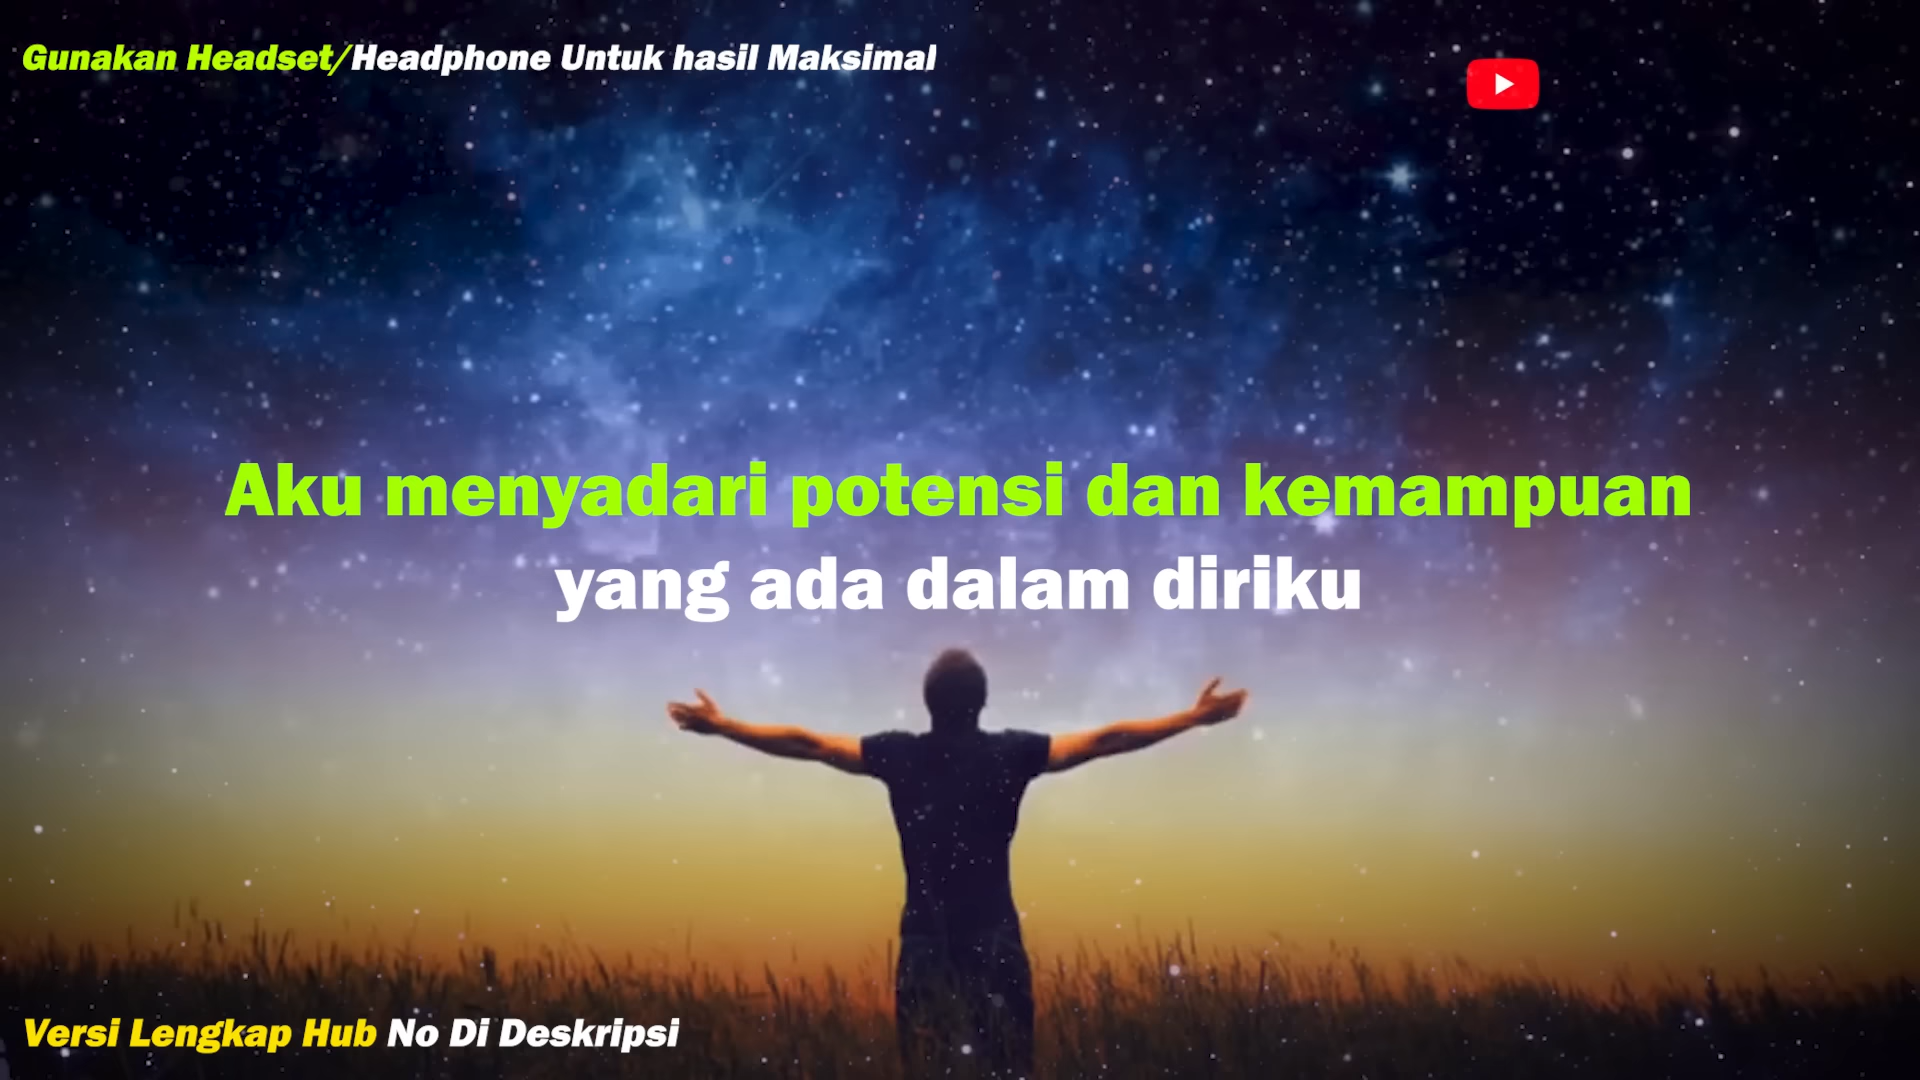 Gunakan Headset/Headphone Untuk hasil Maksimal
Aku menyadari potensi dan kemampuan
yang ada dalam diriku
Versi Lengkap Hub No Di Deskripsi